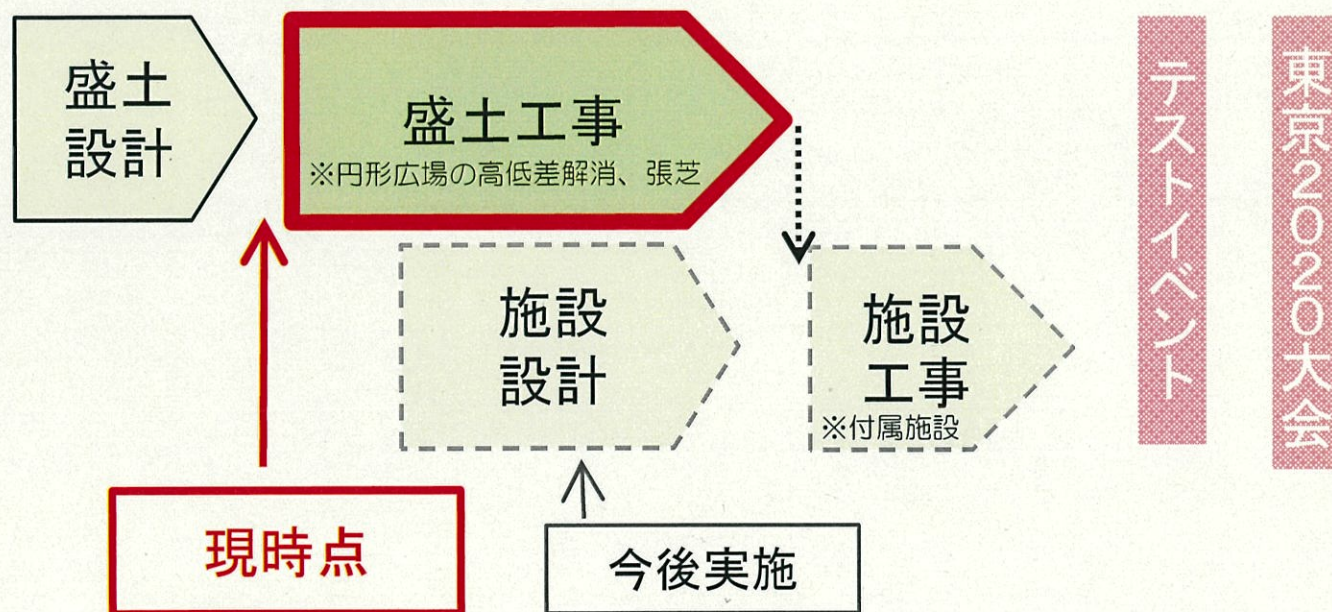 盛土
設計
盛土工事
※円形広場の高低差解消、張芝
施設
設計
施設
工事
※付属施設
テストイベント
東京2020大会
現時点
今後実施